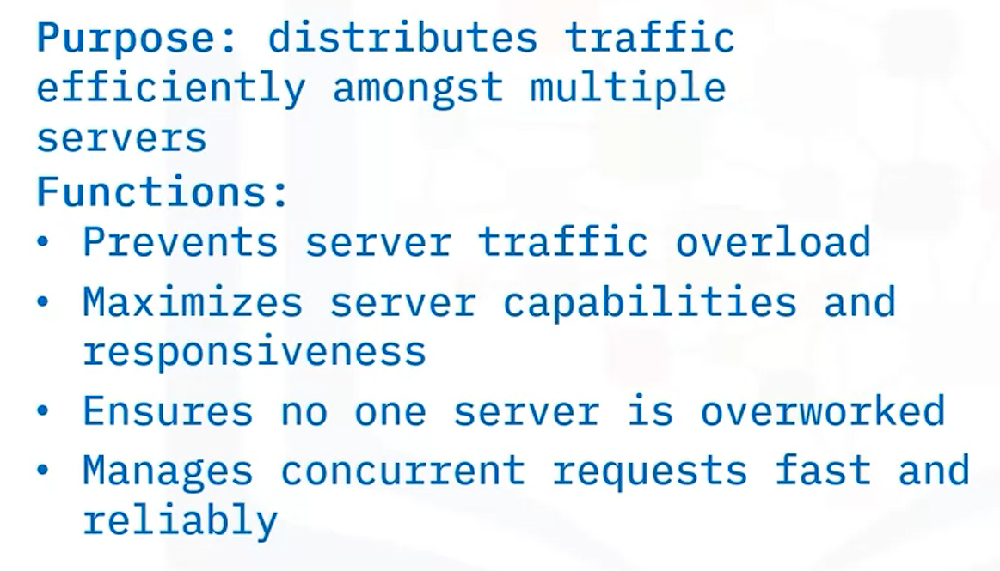 Purpose: distributes traffic
efficiently amongst multiple
servers
Functions:
• Prevents server traffic overload
• Maximizes server capabilities and
responsiveness
• Ensures no one server is overworked
• Manages concurrent requests fast and
reliably